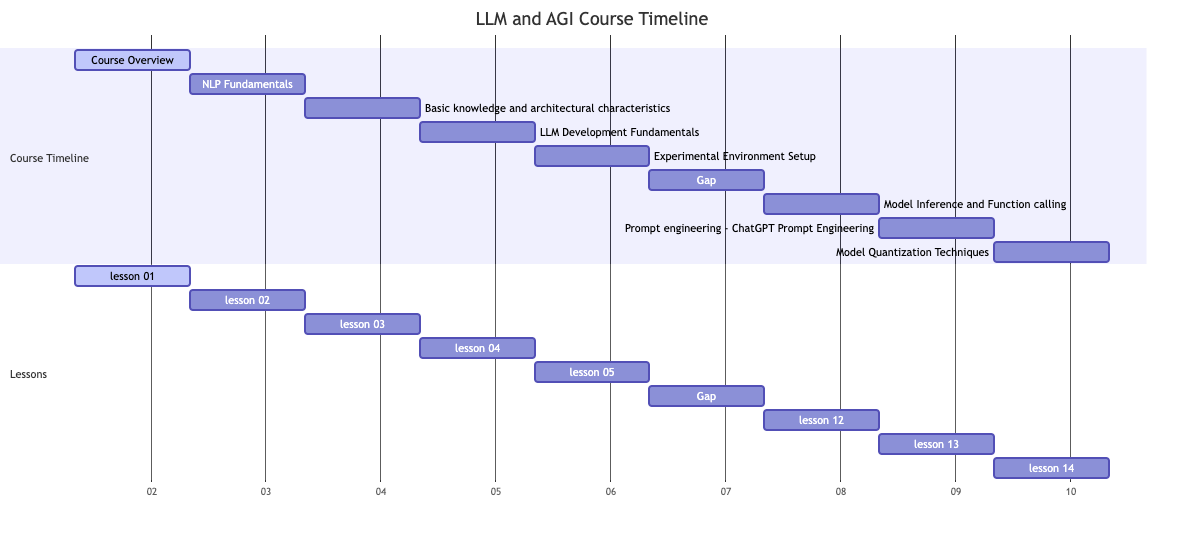 LLM and AGI Course Timeline
Course Overview
NLP Fundamentals
Basic knowledge and architectural characteristics
LLM Development Fundamentals
Experimental Environment Setup
Gap
Model Inference and Function calling
Prompt engineering - ChatGPT Prompt Engineering
Model Quantization Techniques
Course Timeline
lesson 01
lesson 02
lesson 03
lesson 04
lesson 05
Gap
lesson 12
lesson 13
lesson 14
Lessons
02 03 04 05 06 07 08 09 10